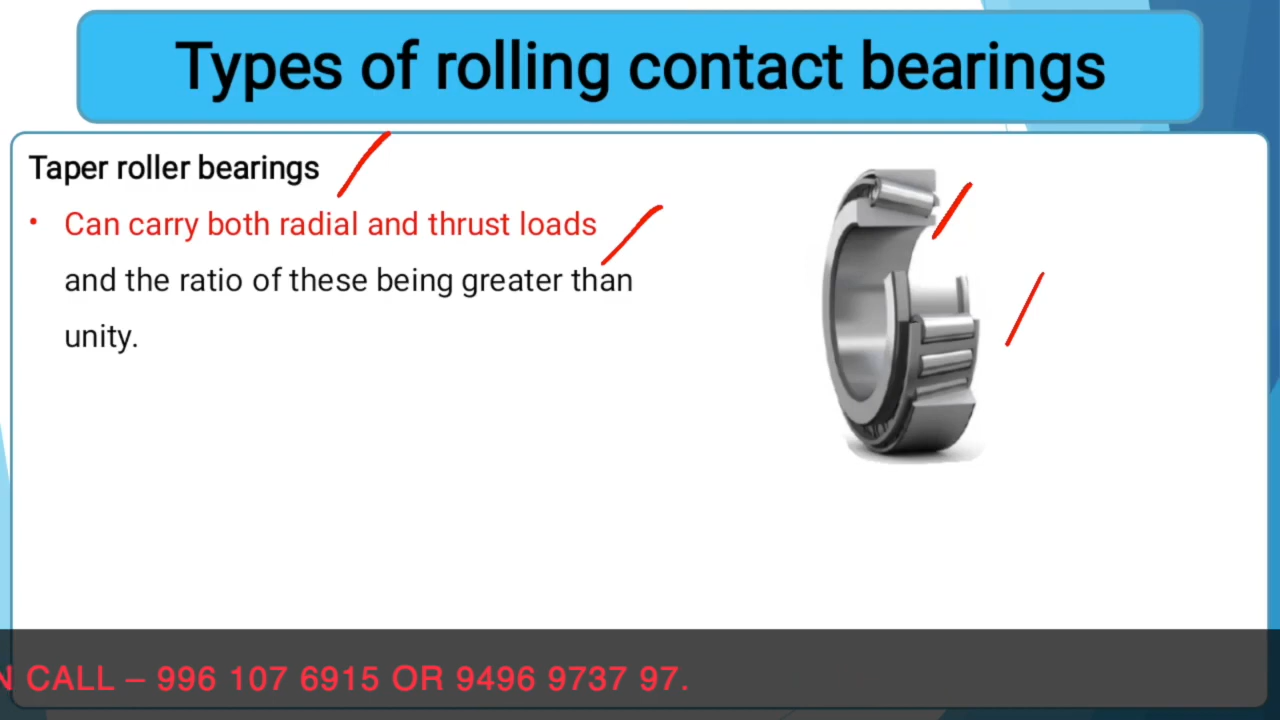 Types of rolling contact bearings
Taper roller bearings
• Can carry both radial and thrust loads
and the ratio of these being greater than
unity.
N CALL – 996 107 6915 OR 9496 9737 97.